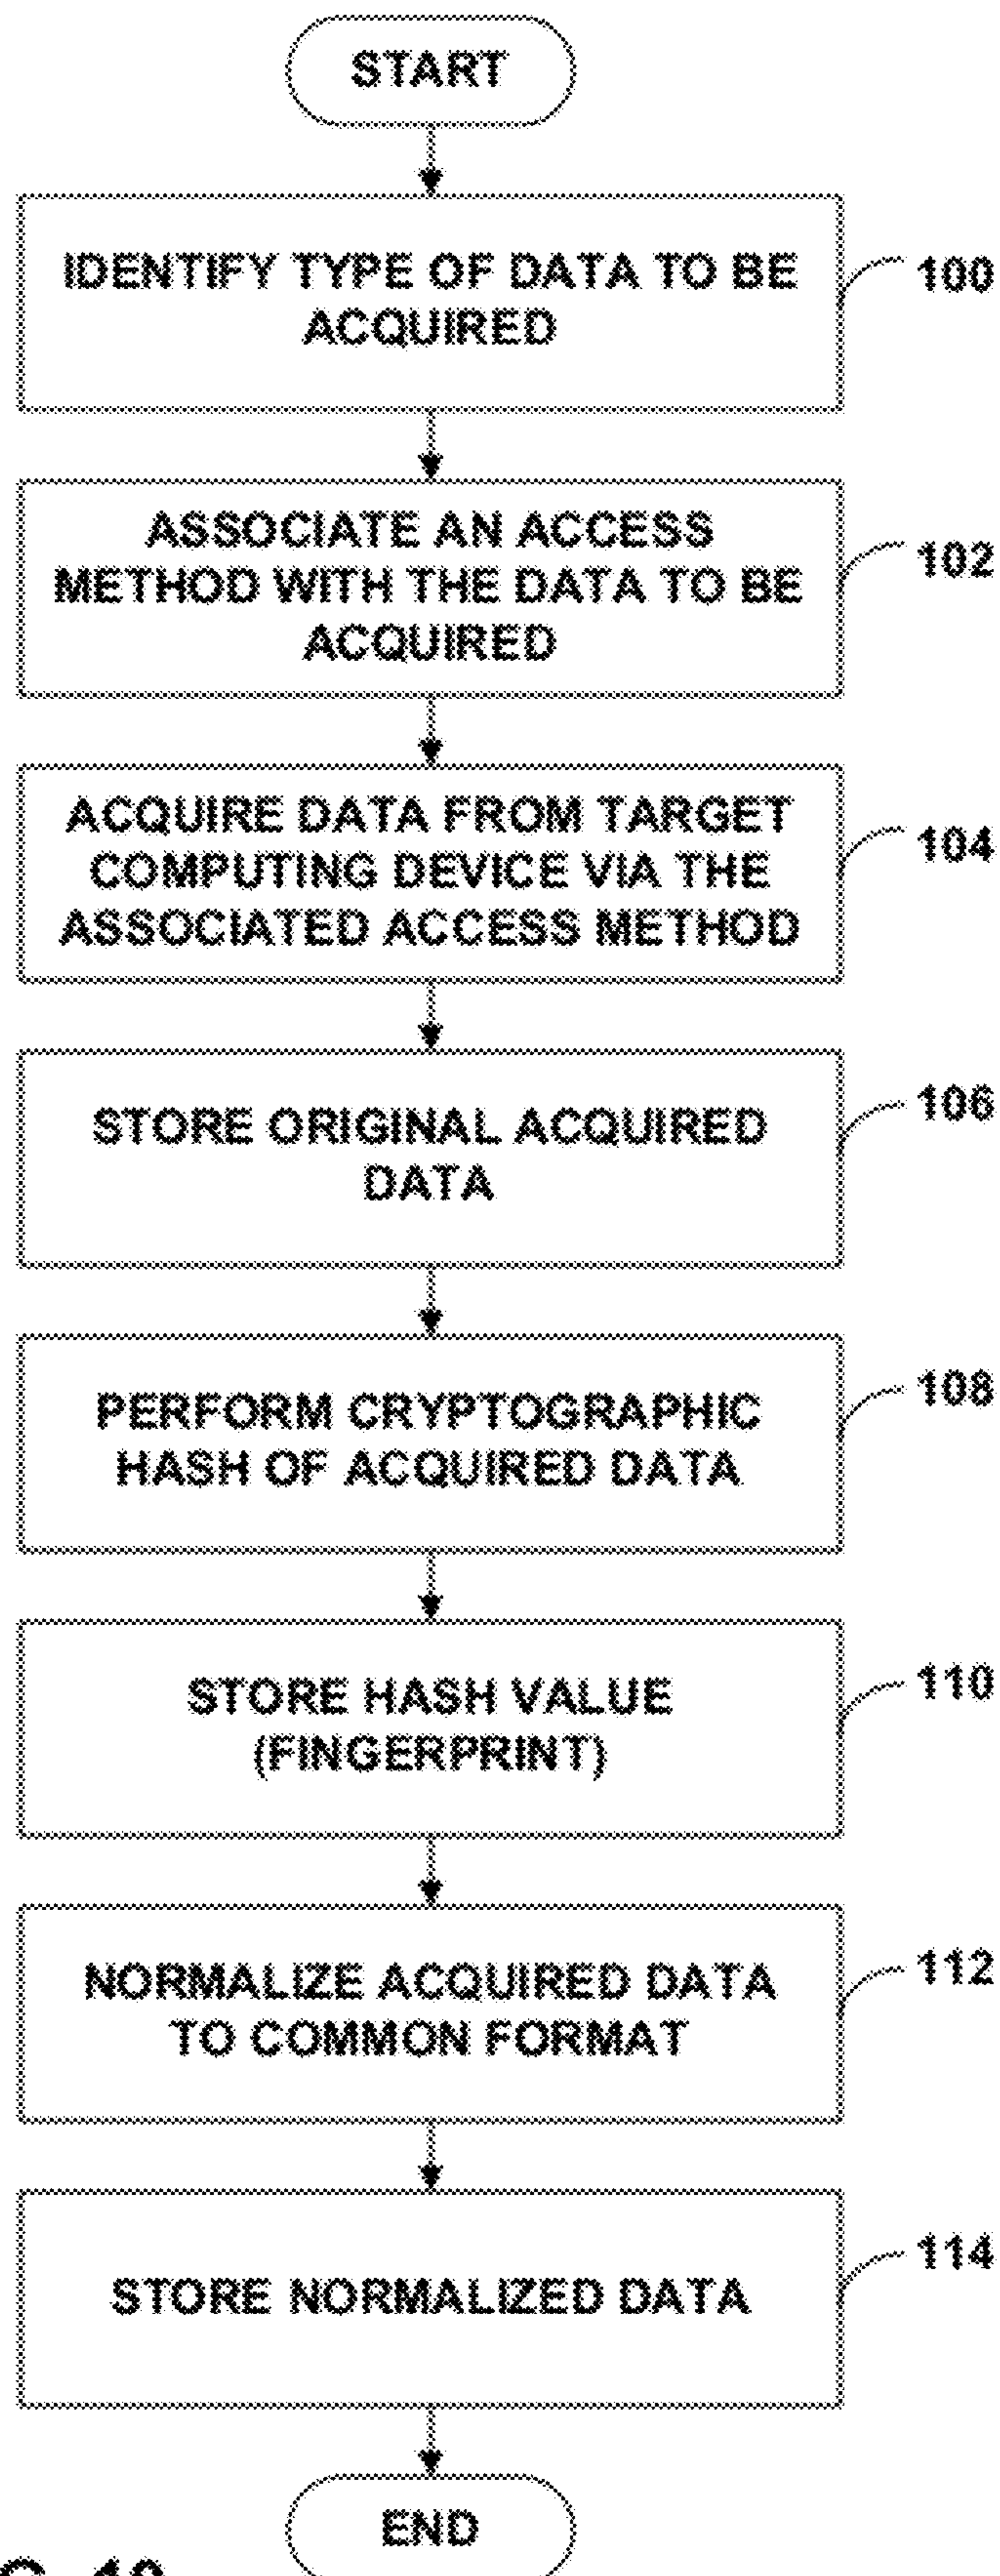 START
IDENTIFY TYPE OF DATA TO BE
ACQUIRED
100
ASSOCIATE AN ACCESS
METHOD WITH THE DATA TO BE
ACQUIRED
102
ACQUIRE DATA FROM TARGET
COMPUTING DEVICE VIA THE
ASSOCIATED ACCESS METHOD
104
STORE ORIGINAL ACQUIRED
DATA
106
PERFORM CRYPTOGRAPHIC
HASH OF ACQUIRED DATA
108
STORE HASH VALUE
(FINGERPRINT)
110
NORMALIZE ACQUIRED DATA
TO COMMON FORMAT
112
STORE NORMALIZED DATA
114
END